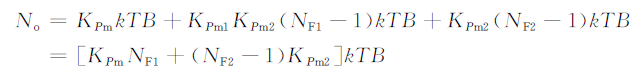 N_o = K_{Pm}kTB + K_{Pm1}K_{Pm2}(N_{F1} − 1)kTB + K_{Pm2}(N_{F2} − 1)kTB
= [K_{Pm}N_{F1} + (N_{F2} − 1)K_{Pm2}]kTB